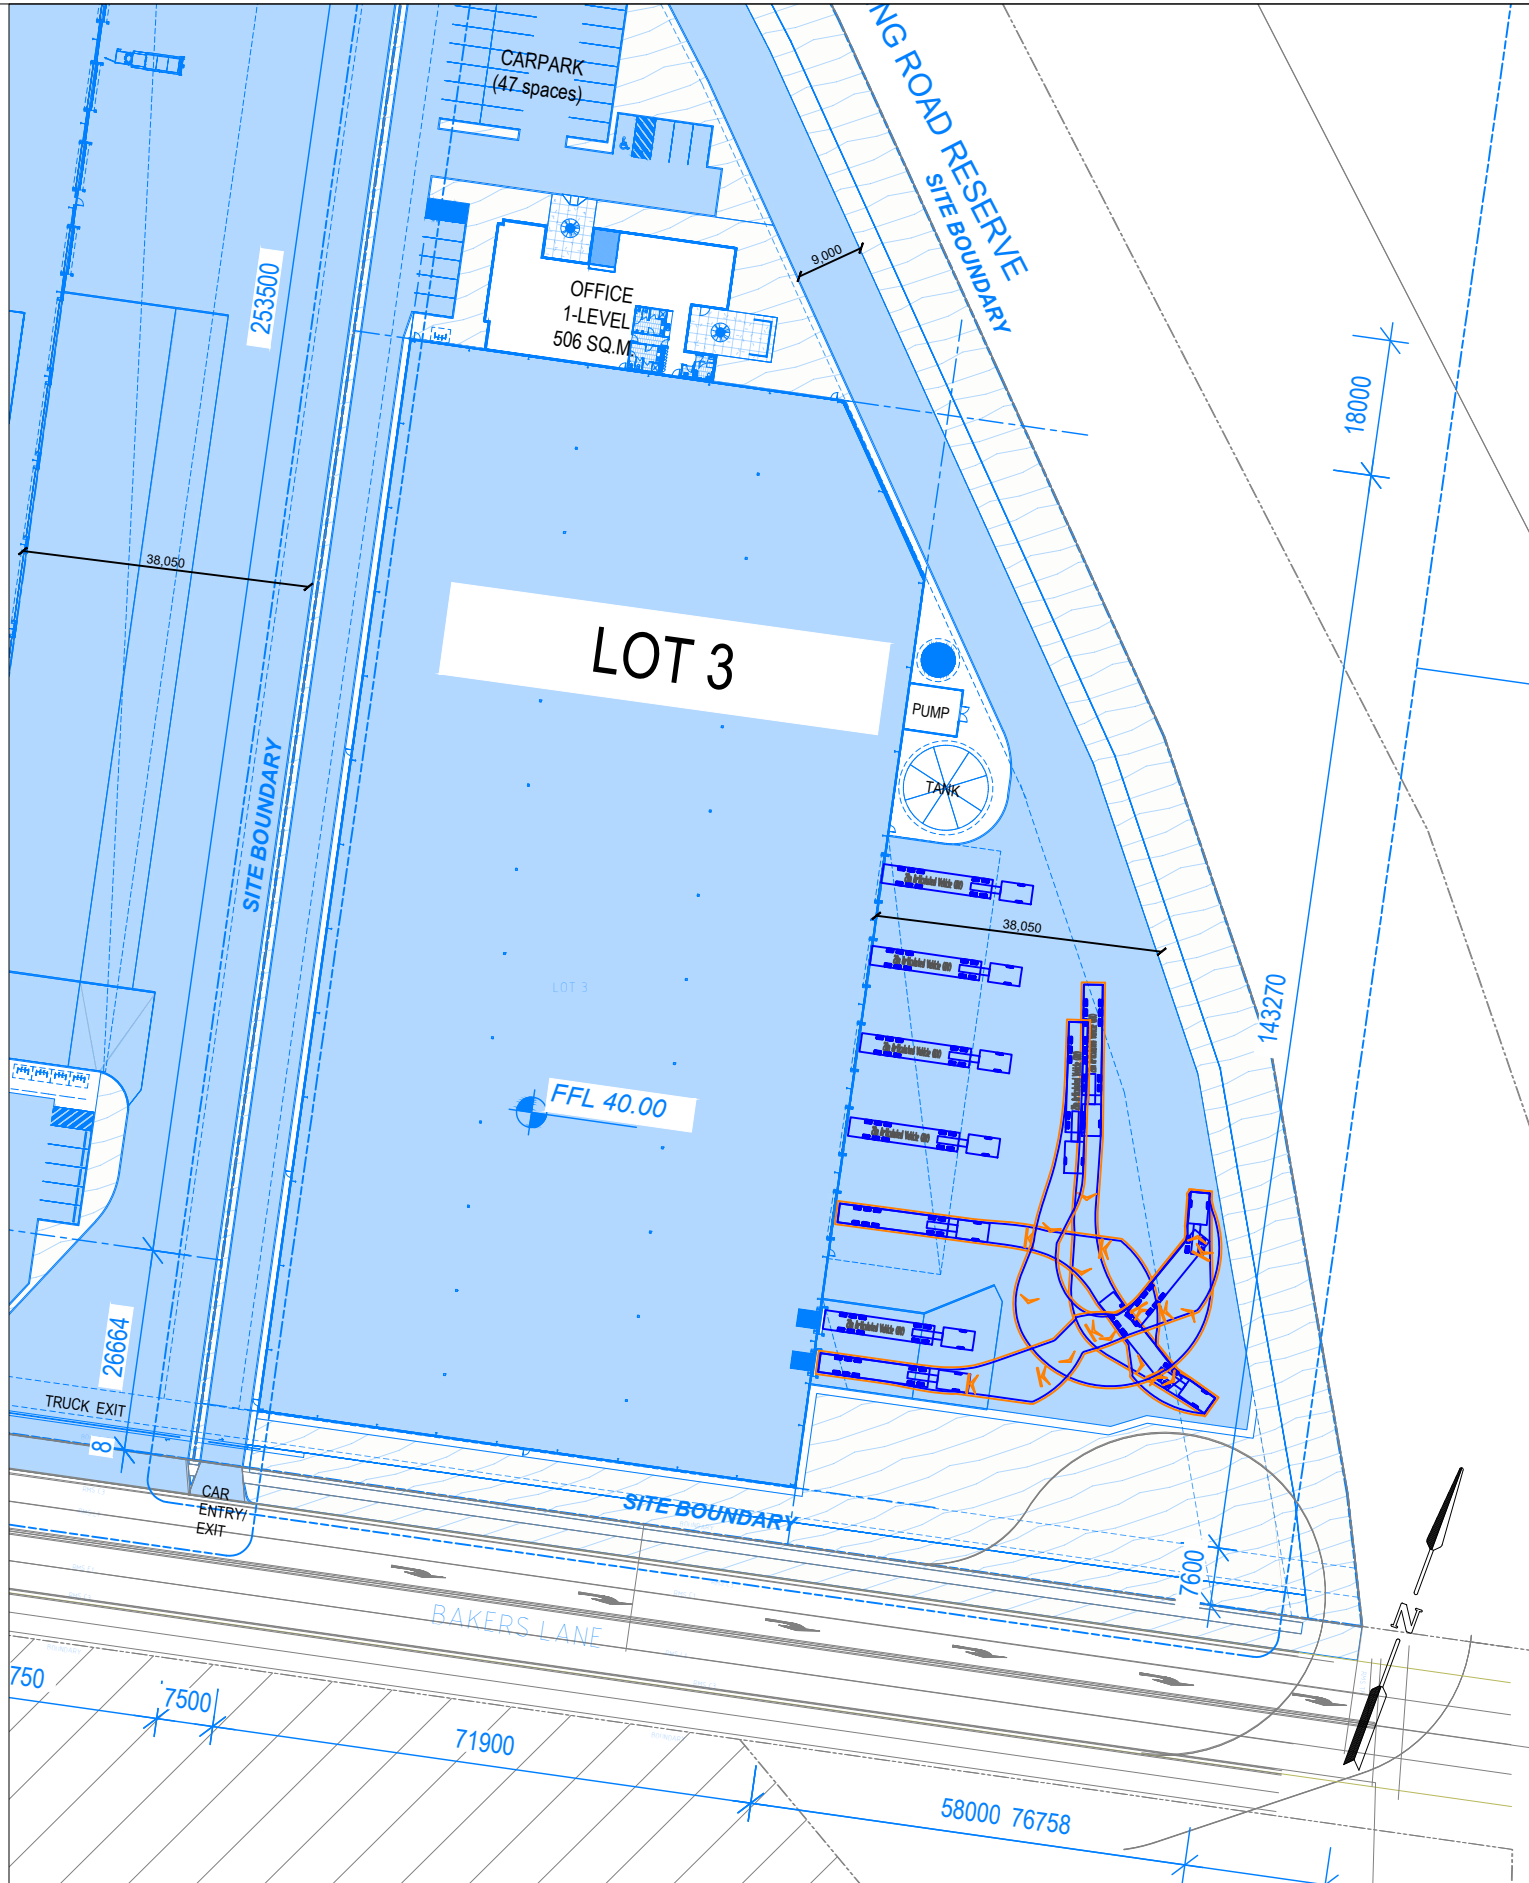 CARPARK
(47 spaces)
NG ROAD RESERVE
SITE BOUNDARY
9,000
253500
OFFICE
1-LEVEL
506 SQ.M
18000
38,050
LOT 3
PUMP
TANK
SITE BOUNDARY
38,050
LOT 3
143270
FFL 40.00
26664
TRUCK EXIT
8
CAR
ENTRY/
EXIT
SITE BOUNDARY
7600
N
BAKERS LANE
750
7500
71900
58000 76758